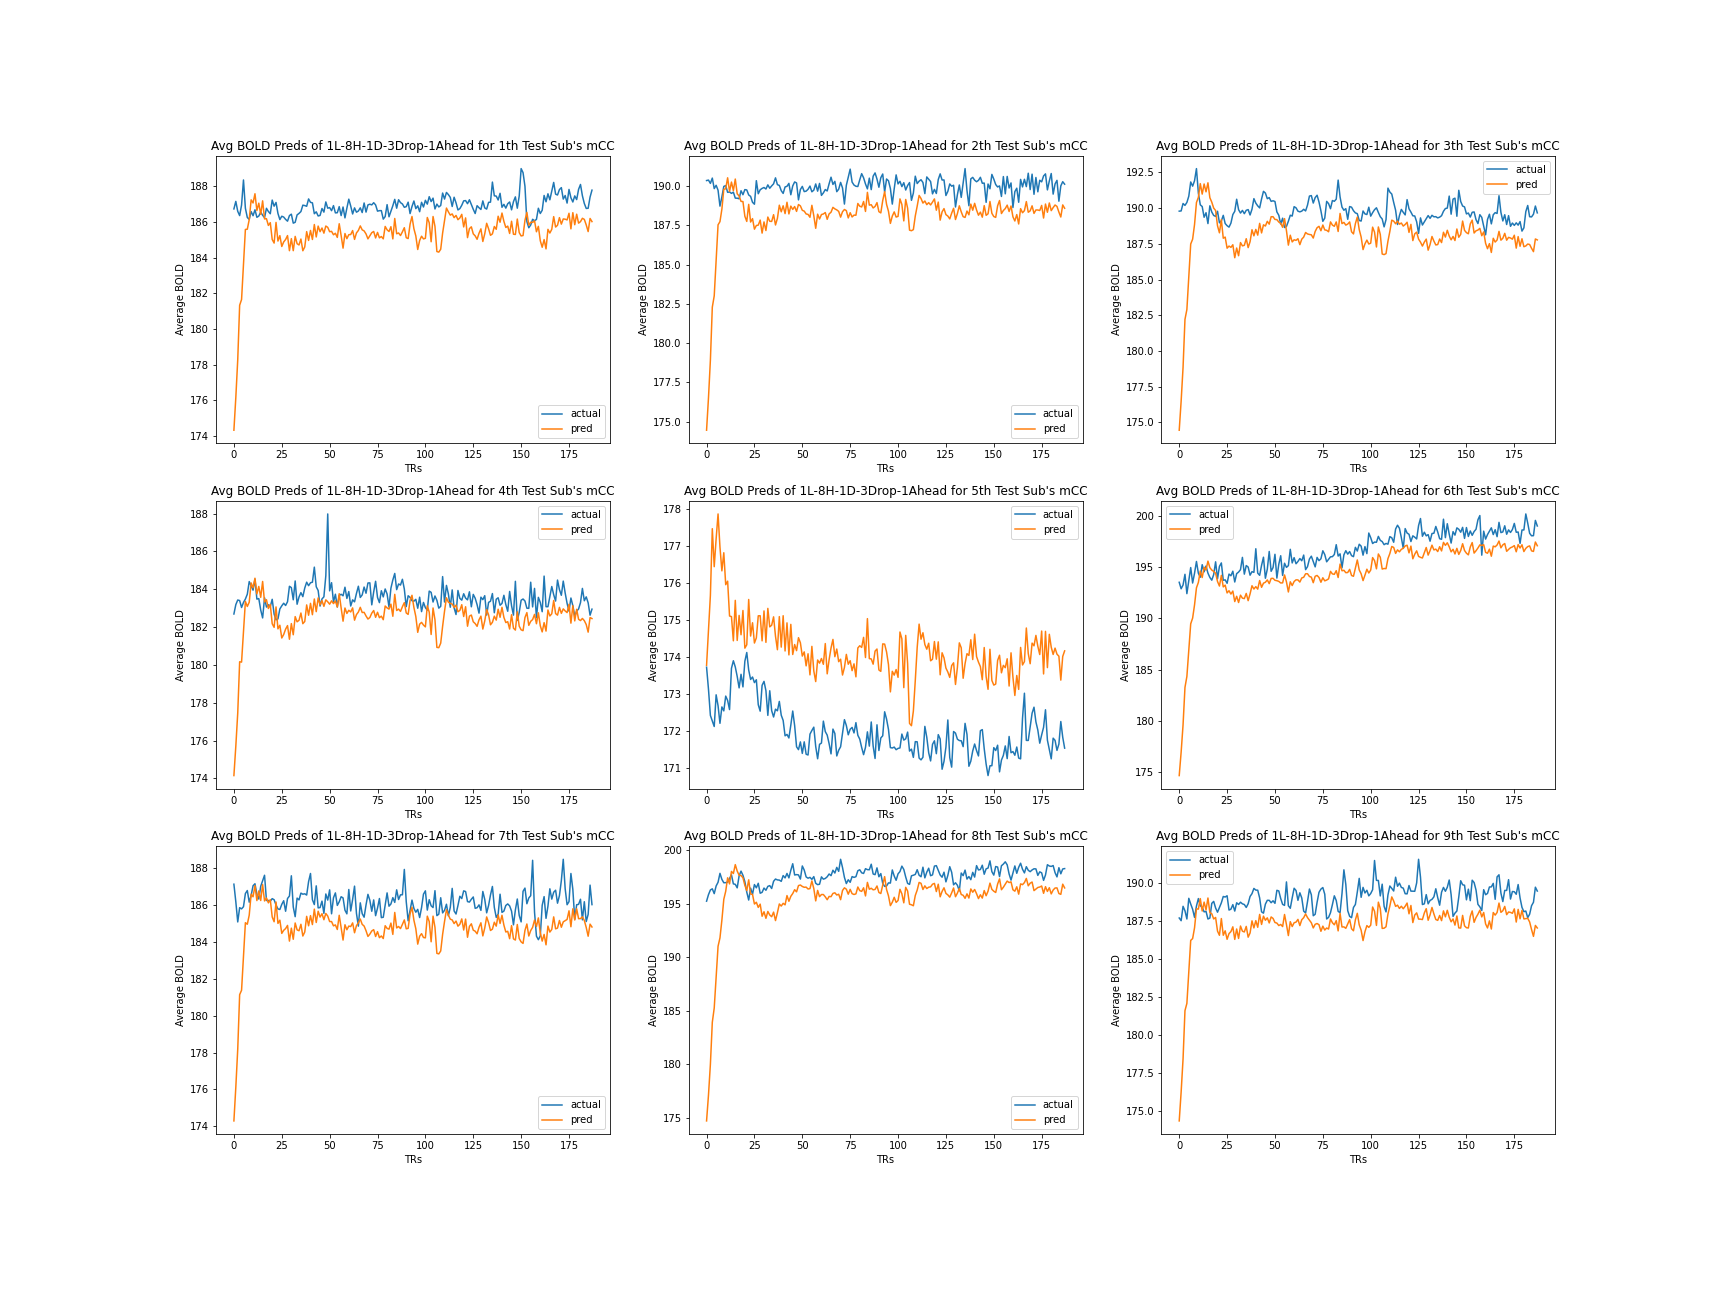 Avg BOLD Preds of 1L-8H-1D-3Drop-1Ahead for 1th Test Sub's mCC
188
186
184
182
180
178
176
174
Average BOLD
0 25 50 75 100 125 150 175
TRs
actual
pred
Avg BOLD Preds of 1L-8H-1D-3Drop-1Ahead for 2th Test Sub's mCC
190.0
187.5
185.0
182.5
180.0
177.5
175.0
Average BOLD
0 25 50 75 100 125 150 175
TRs
actual
pred
Avg BOLD Preds of 1L-8H-1D-3Drop-1Ahead for 3th Test Sub's mCC
192.5
190.0
187.5
185.0
182.5
180.0
177.5
175.0
Average BOLD
0 25 50 75 100 125 150 175
TRs
actual
pred
Avg BOLD Preds of 1L-8H-1D-3Drop-1Ahead for 4th Test Sub's mCC
188
186
184
182
180
178
176
174
Average BOLD
0 25 50 75 100 125 150 175
TRs
actual
pred
Avg BOLD Preds of 1L-8H-1D-3Drop-1Ahead for 5th Test Sub's mCC
178
177
176
175
174
173
172
171
Average BOLD
0 25 50 75 100 125 150 175
TRs
actual
pred
Avg BOLD Preds of 1L-8H-1D-3Drop-1Ahead for 6th Test Sub's mCC
200
195
190
185
180
175
Average BOLD
0 25 50 75 100 125 150 175
TRs
actual
pred
Avg BOLD Preds of 1L-8H-1D-3Drop-1Ahead for 7th Test Sub's mCC
188
186
184
182
180
178
176
174
Average BOLD
0 25 50 75 100 125 150 175
TRs
actual
pred
Avg BOLD Preds of 1L-8H-1D-3Drop-1Ahead for 8th Test Sub's mCC
200
195
190
185
180
175
Average BOLD
0 25 50 75 100 125 150 175
TRs
actual
pred
Avg BOLD Preds of 1L-8H-1D-3Drop-1Ahead for 9th Test Sub's mCC
190.0
187.5
185.0
182.5
180.0
177.5
175.0
Average BOLD
0 25 50 75 100 125 150 175
TRs
actual
pred